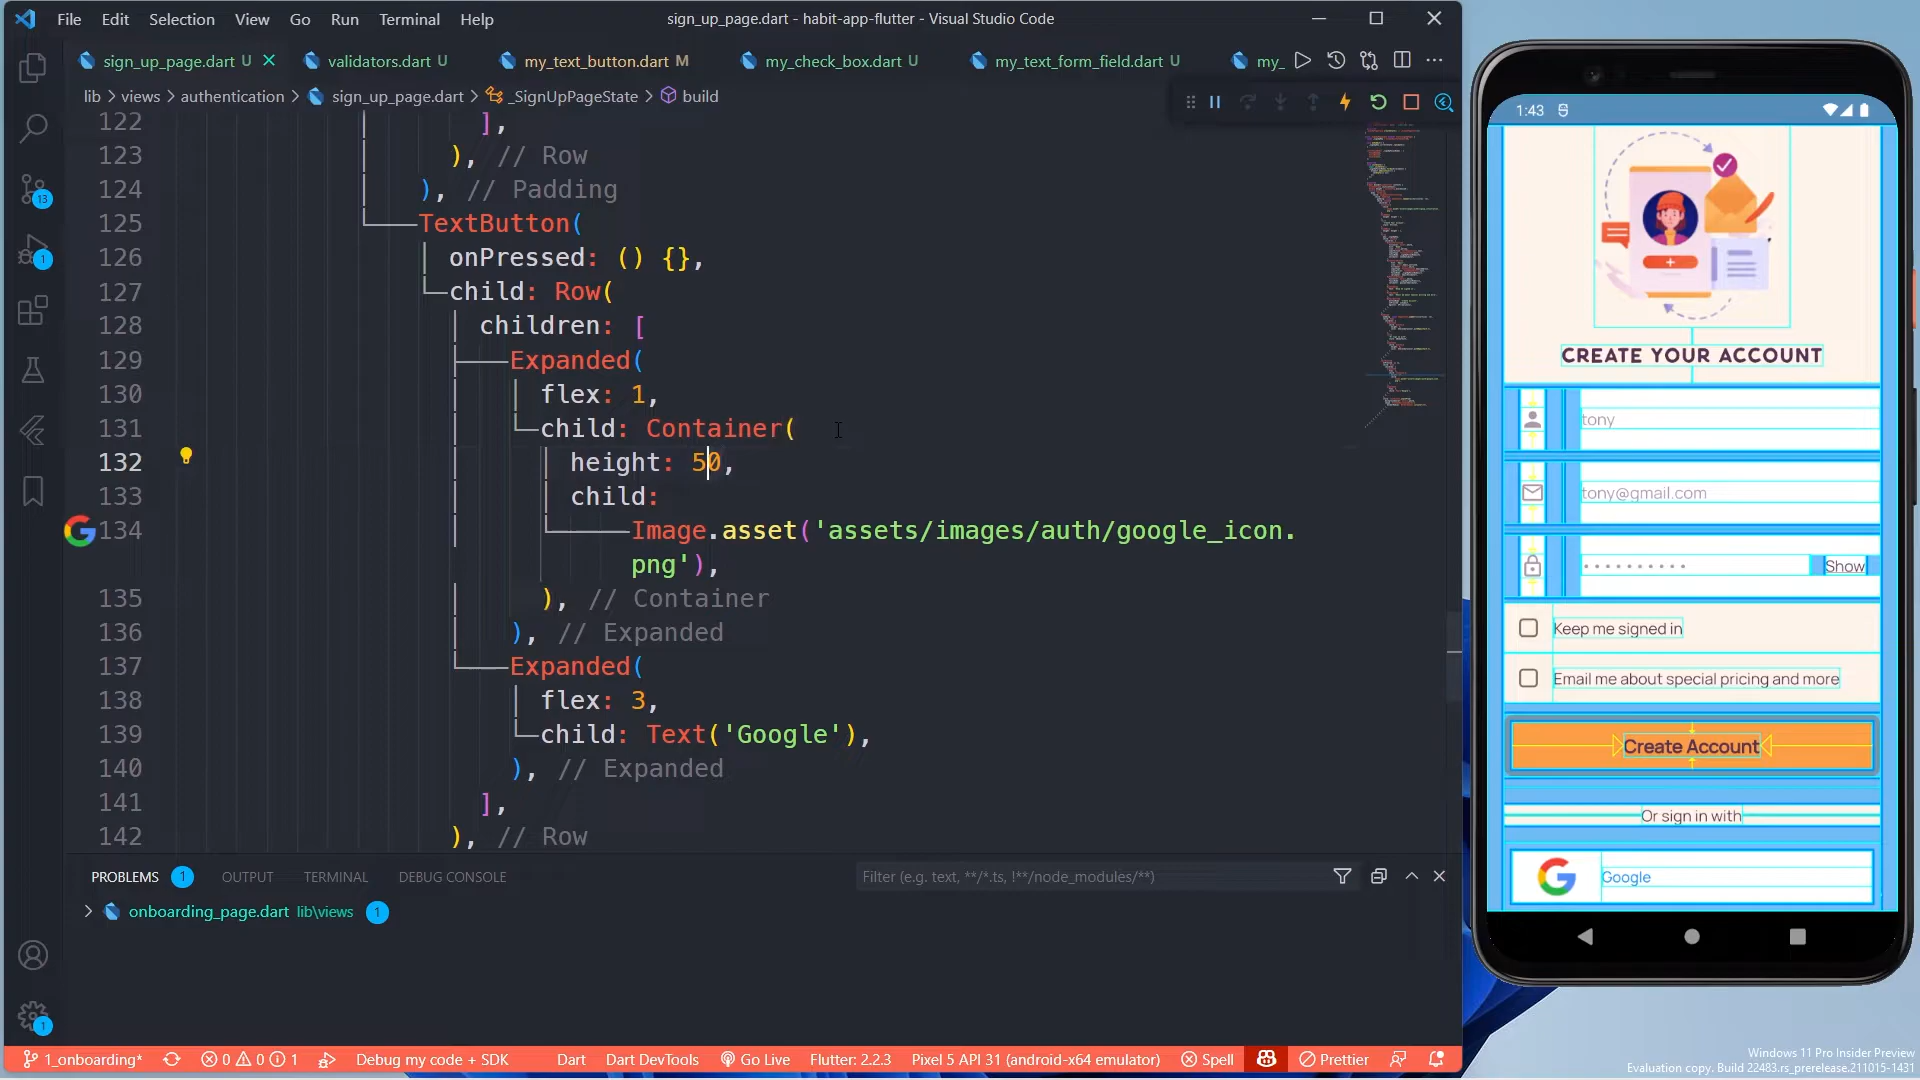 File Edit Selection View Go Run Terminal Help sign_up_page.dart - habit-app-flutter - Visual Studio Code
sign_up_page.dart U validators.dart U my_text_button.dart M my_check_box.dart U my_text_form_field.dart U my_
lib > views > authentication > sign_up_page.dart > _SignUpPageState > build
122 ],
123 ), // Row
124 ), // Padding
125 TextButton(
126 onPressed: () {},
127 child: Row(
128 children: [
129 Expanded(
130 flex: 1,
131 child: Container(
132 height: 50,
133 child:
134 Image.asset('assets/images/auth/google_icon.
png'),
135 ), // Container
136 ), // Expanded
137 Expanded(
138 flex: 3,
139 child: Text('Google'),
140 ), // Expanded
141 ],
142 ), // Row
13
1
1
PROBLEMS 1 OUTPUT TERMINAL DEBUG CONSOLE Filter (e.g. text, **/*.ts, !**/node_modules/**)
onboarding_page.dart lib\views 1
1_onboarding* 0 0 1 Debug my code + SDK Dart Dart DevTools Go Live Flutter: 2.2.3 Pixel 5 API 31 (android-x64 emulator) Spell Prettier
1:43
CREATE YOUR ACCOUNT
tony
tony@gmail.com
Show
Keep me signed in
Email me about special pricing and more
Create Account
Or sign in with
Google
Windows 11 Pro Insider Preview
Evaluation copy. Build 22483.rs_prerelease.211015-1431